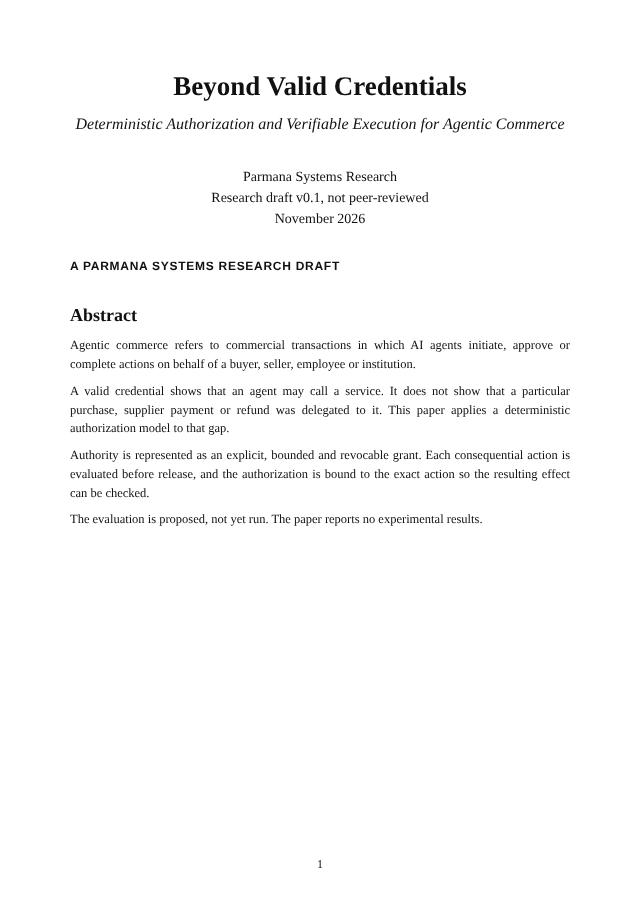 Beyond Valid Credentials
Deterministic Authorization and Verifiable Execution for Agentic Commerce
Parmana Systems Research
Research draft v0.1, not peer-reviewed
November 2026
A PARMANA SYSTEMS RESEARCH DRAFT
Abstract
Agentic commerce refers to commercial transactions in which AI agents initiate, approve or
complete actions on behalf of a buyer, seller, employee or institution.
A valid credential shows that an agent may call a service. It does not show that a particular
purchase, supplier payment or refund was delegated to it. This paper applies a deterministic
authorization model to that gap.
Authority is represented as an explicit, bounded and revocable grant. Each consequential action is
evaluated before release, and the authorization is bound to the exact action so the resulting effect
can be checked.
The evaluation is proposed, not yet run. The paper reports no experimental results.
1